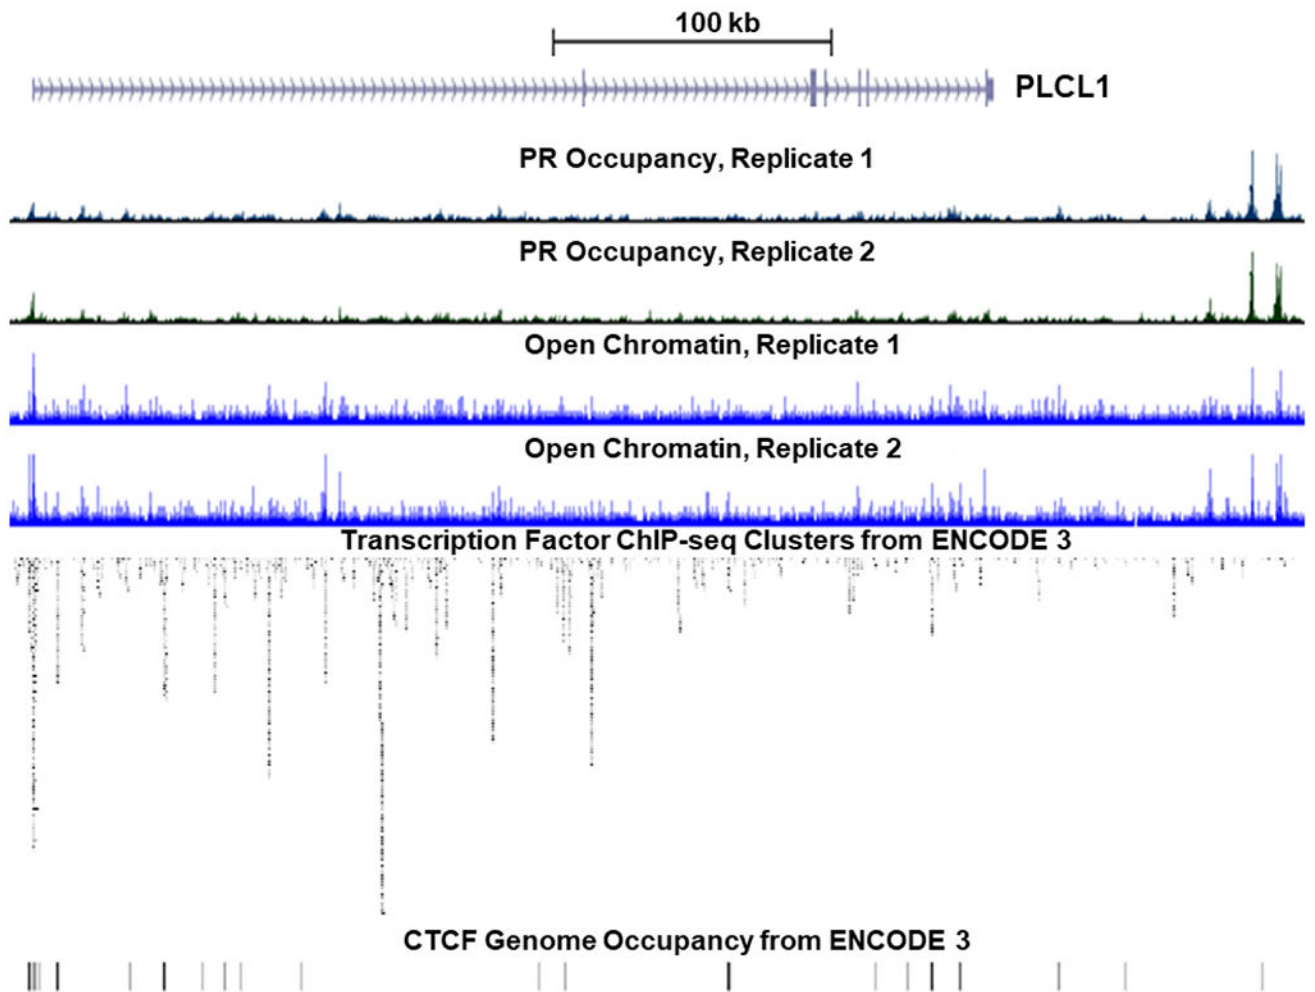 100 kb
PLCL1
PR Occupancy, Replicate 1
PR Occupancy, Replicate 2
Open Chromatin, Replicate 1
Open Chromatin, Replicate 2
Transcription Factor ChIP-seq Clusters from ENCODE 3
CTCF Genome Occupancy from ENCODE 3